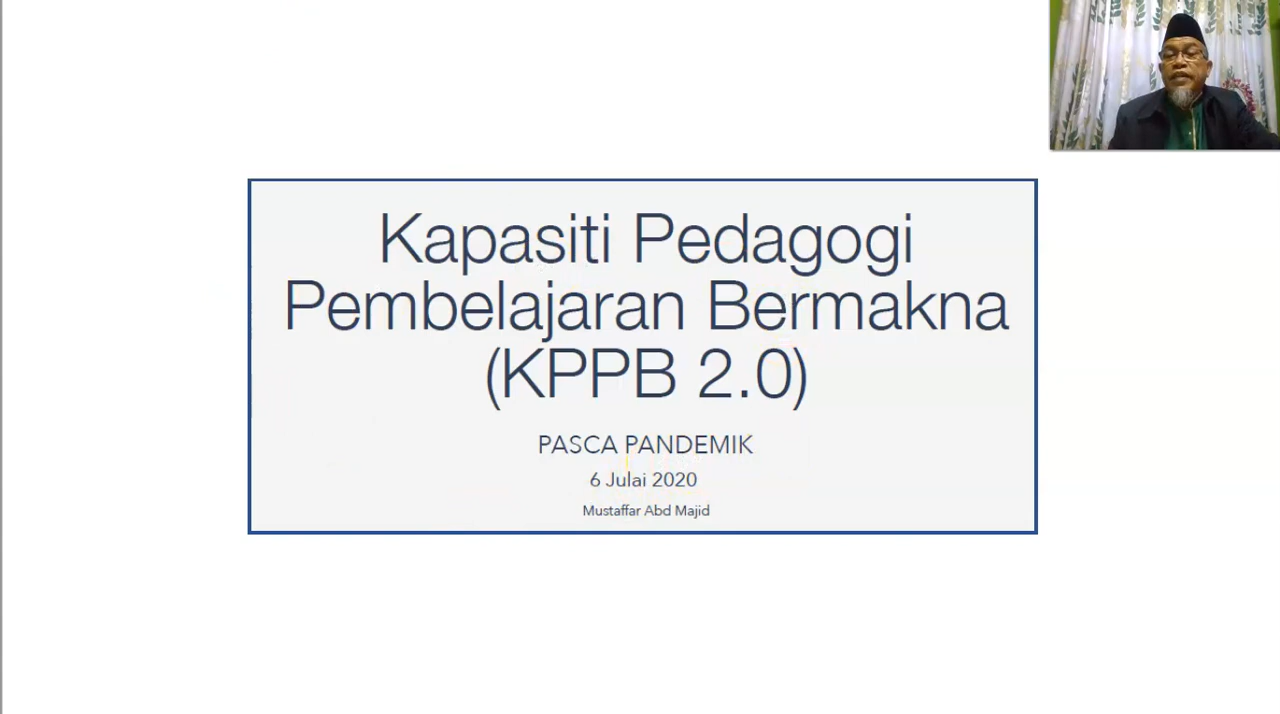 Kapasiti Pedagogi
Pembelajaran Bermakna
(KPPB 2.0)
PASCA PANDEMIK
6 Julai 2020
Mustaffar Abd Majid